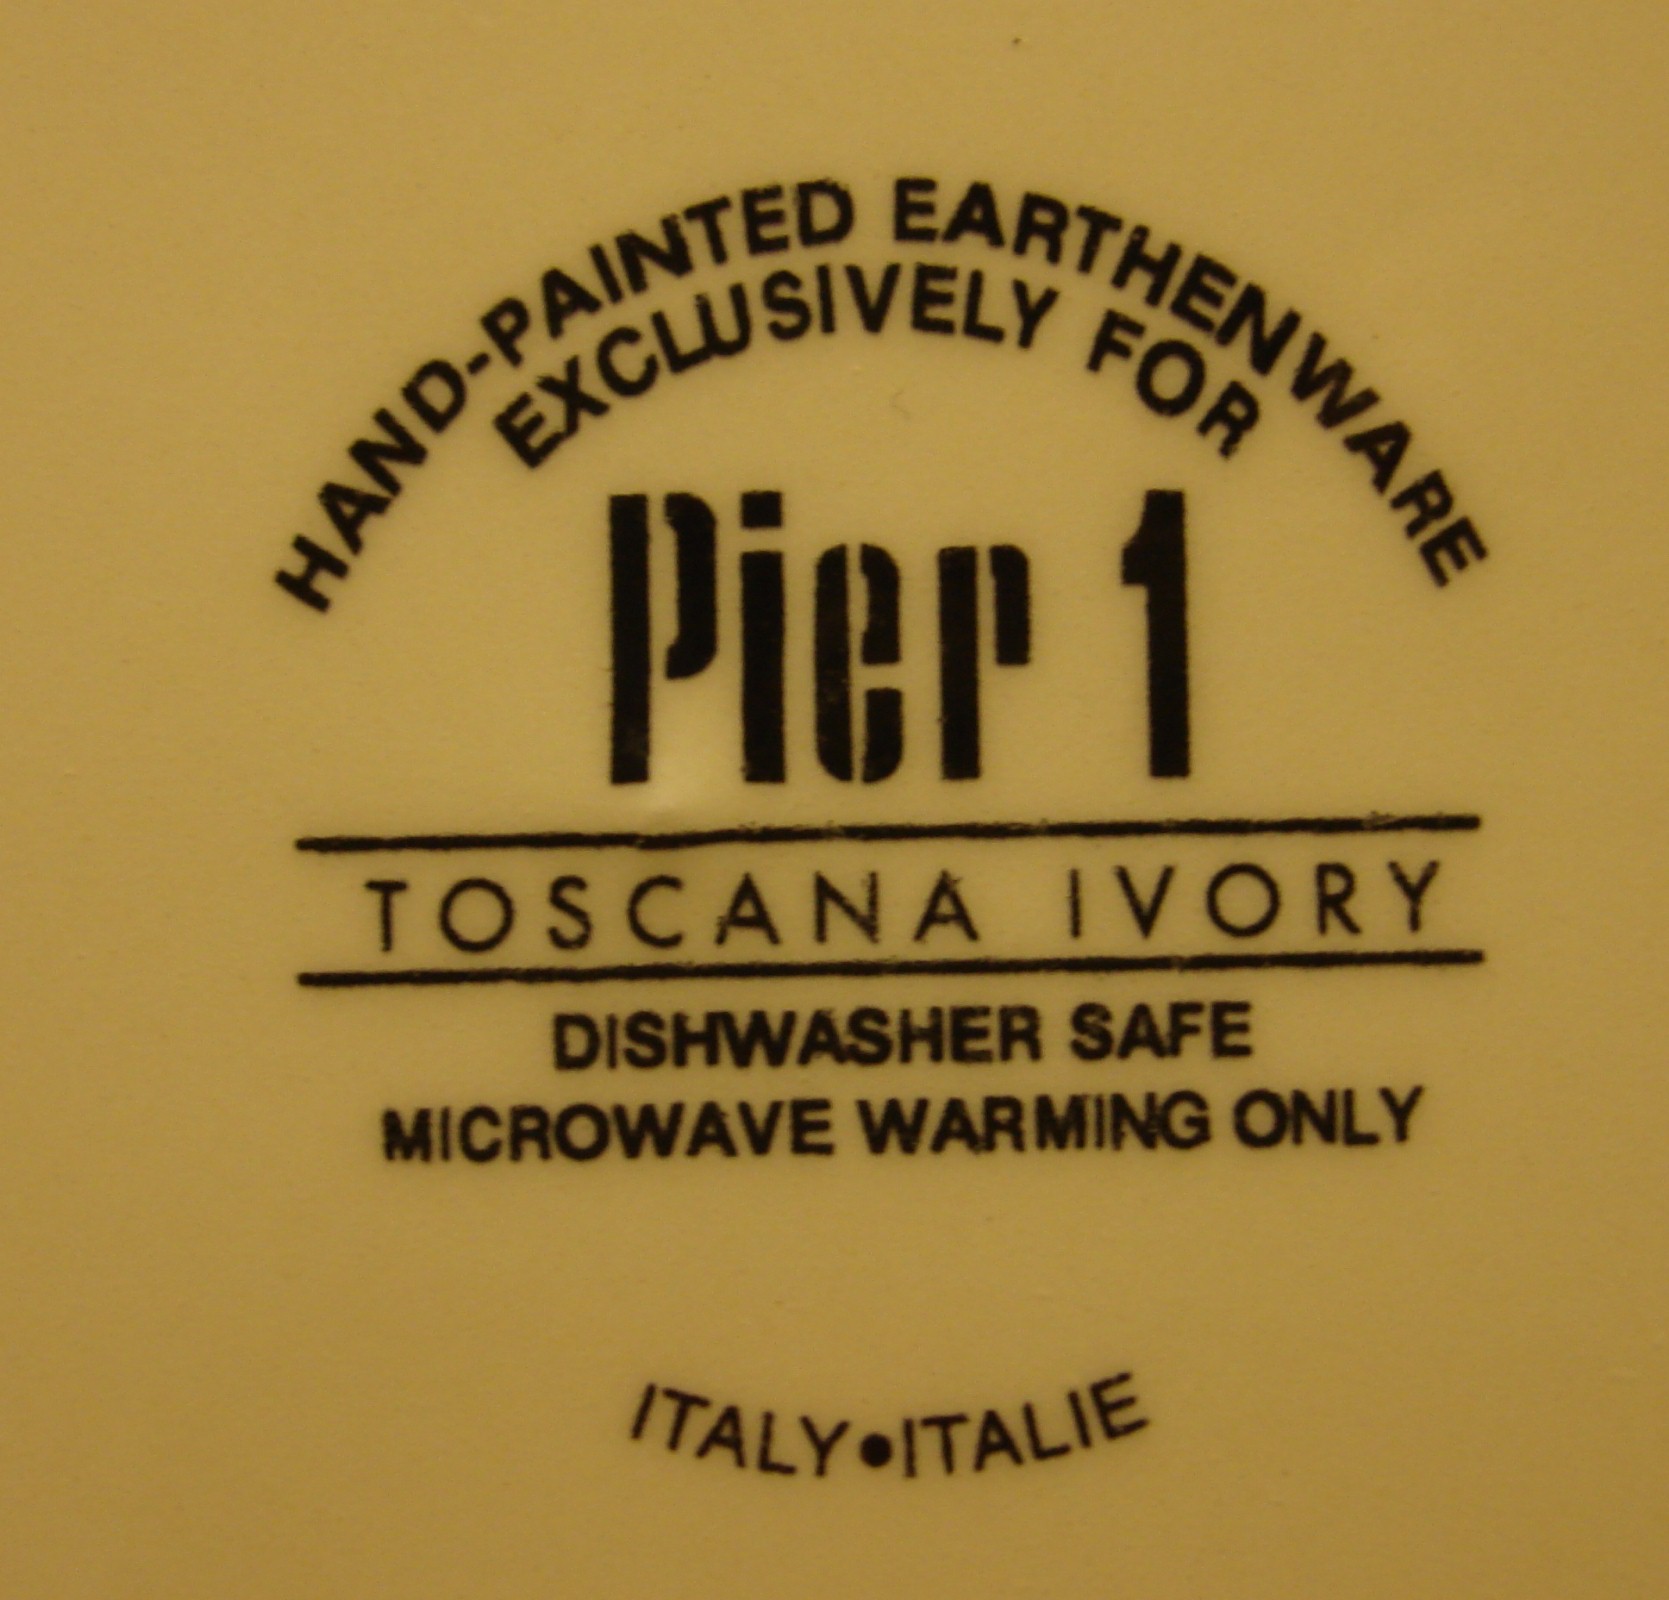 HAND-PAINTED EARTHENWARE
EXCLUSIVELY FOR
Pier 1
TOSCANA IVORY
DISHWASHER SAFE
MICROWAVE WARMING ONLY
ITALY•ITALIE